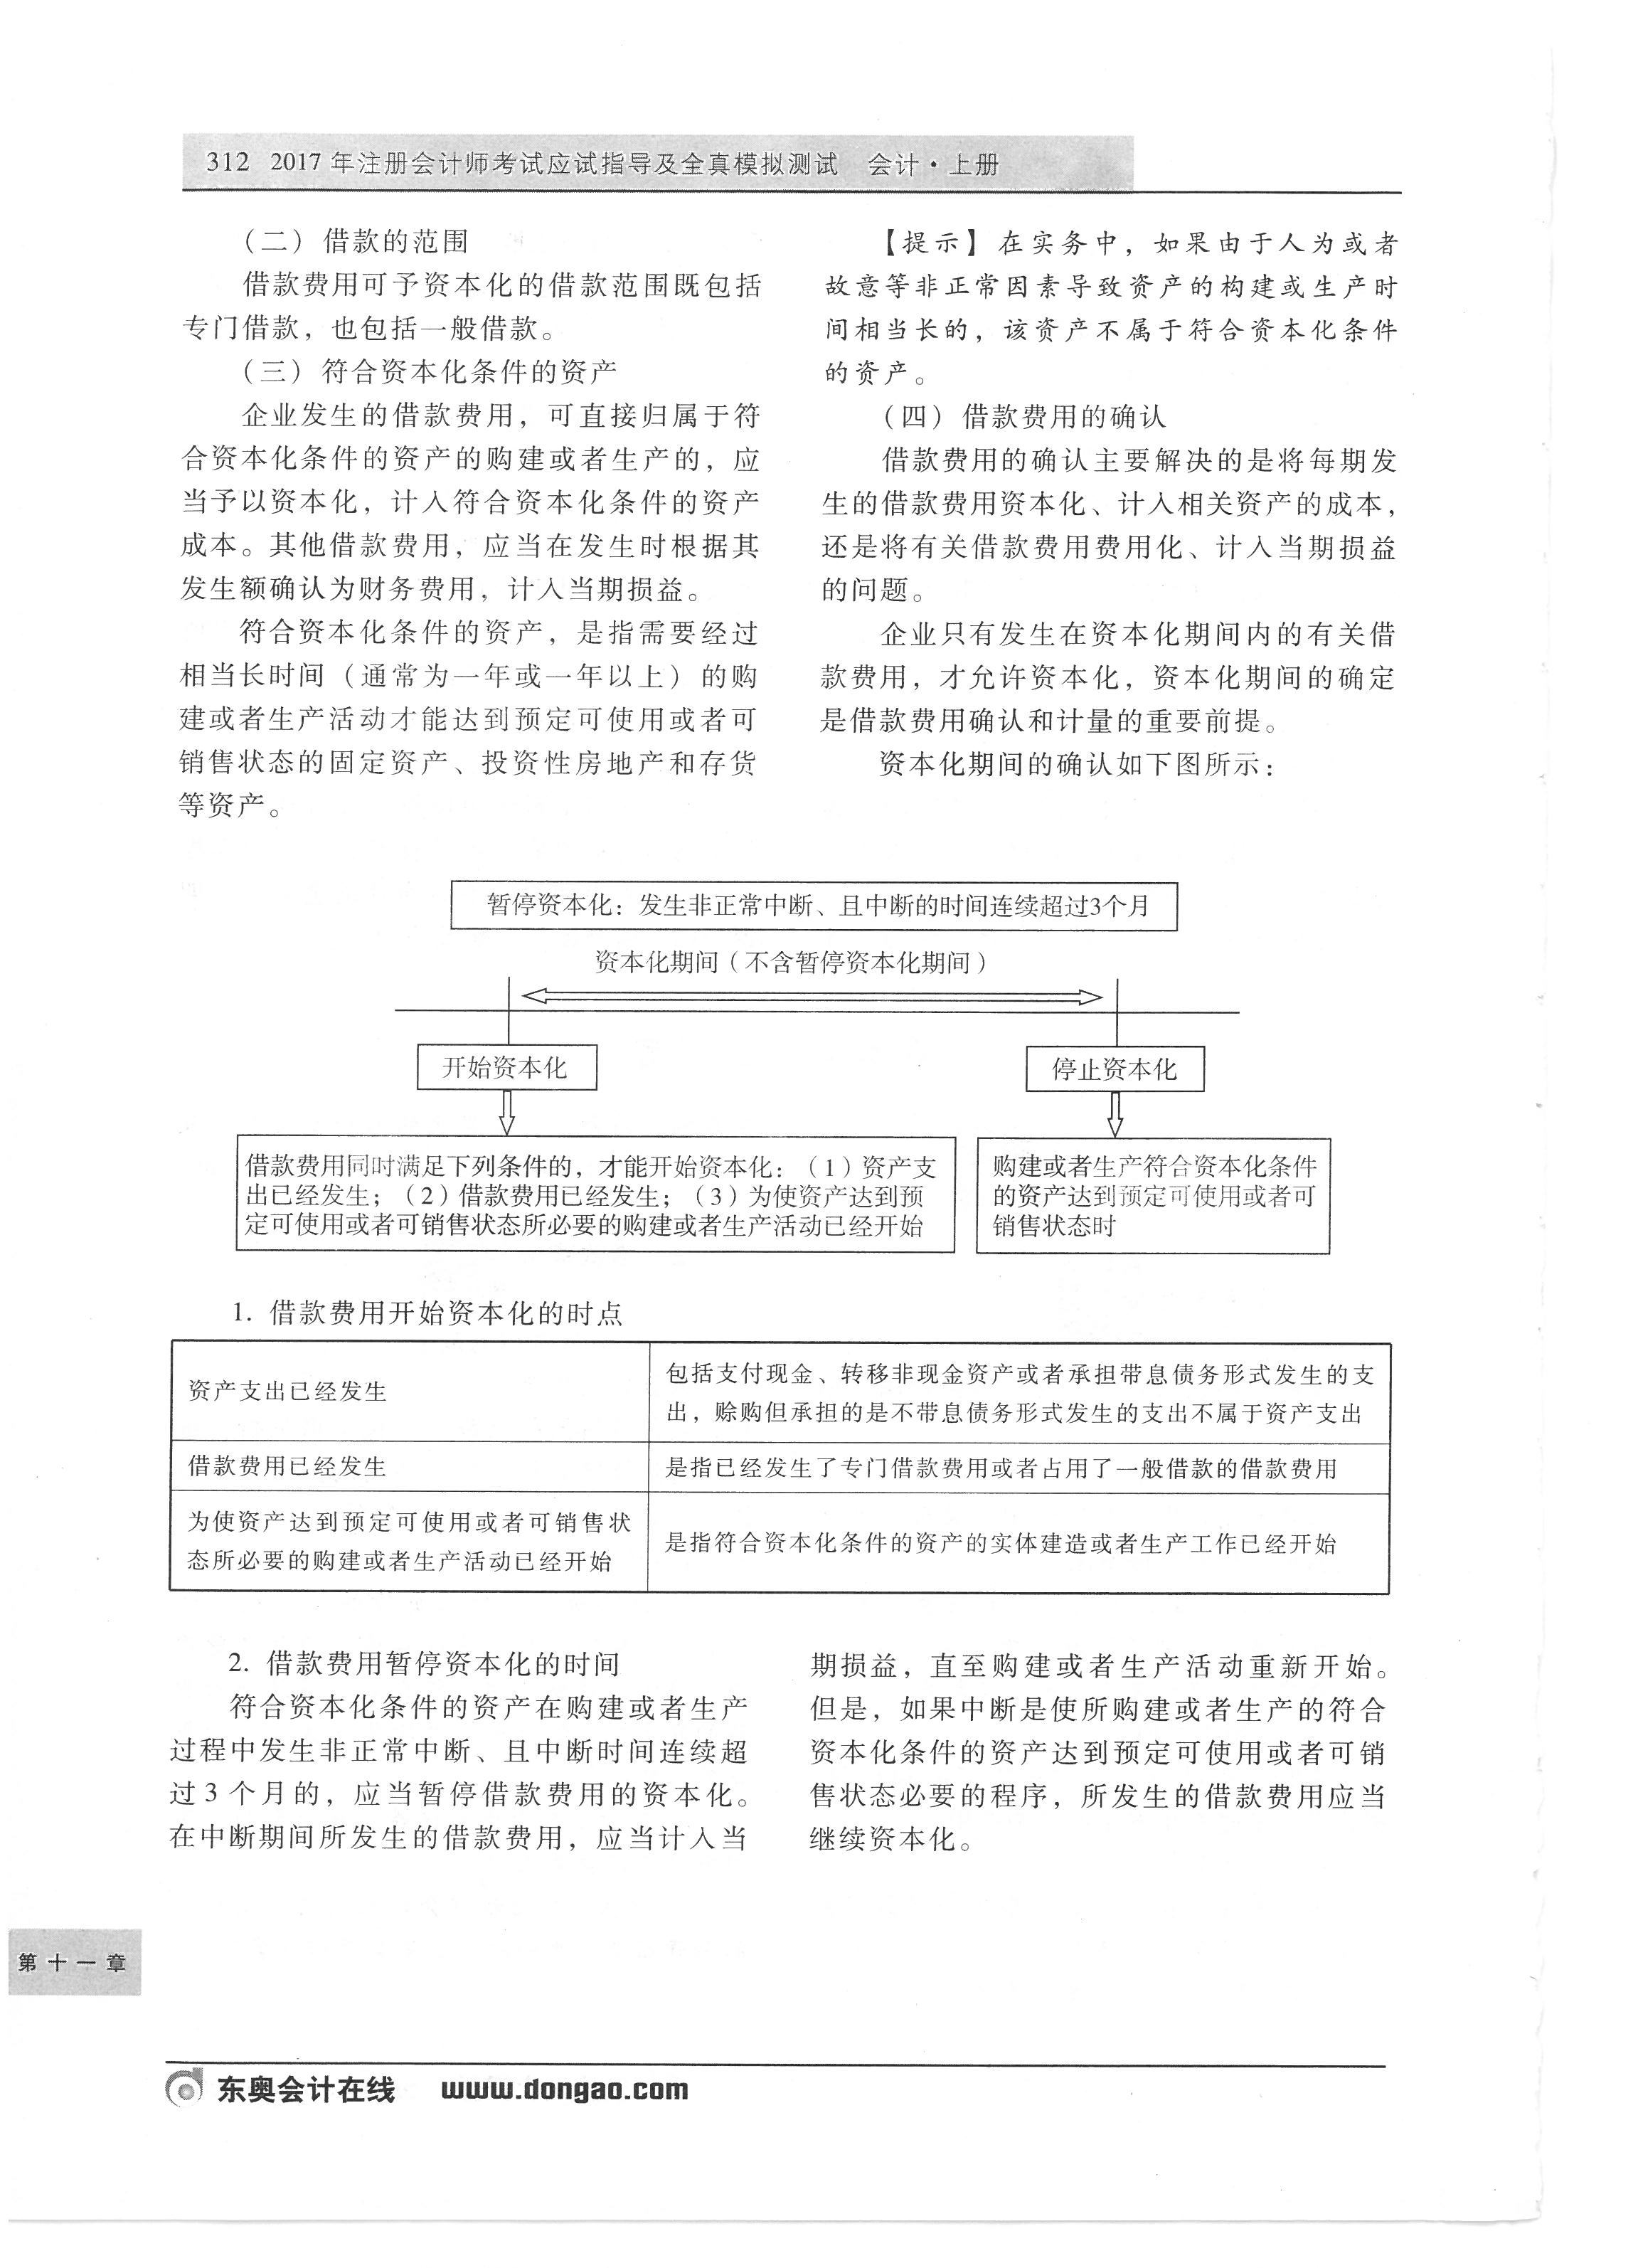 312 2017年注册会计师考试应试指导及全真模拟测试 会计·上册
（二）借款的范围
借款费用可予资本化的借款范围既包括
专门借款，也包括一般借款。
（三）符合资本化条件的资产
企业发生的借款费用，可直接归属于符
合资本化条件的资产的购建或者生产的，应
当予以资本化，计入符合资本化条件的资产
成本。其他借款费用，应当在发生时根据其
发生额确认为财务费用，计入当期损益。
符合资本化条件的资产，是指需要经过
相当长时间（通常为一年或一年以上）的购
建或者生产活动才能达到预定可使用或者可
销售状态的固定资产、投资性房地产和存货
等资产。
【提示】在实务中，如果由于人为或者
故意等非正常因素导致资产的构建或生产时
间相当长的，该资产不属于符合资本化条件
的资产。
（四）借款费用的确认
借款费用的确认主要解决的是将每期发
生的借款费用资本化、计入相关资产的成本，
还是将有关借款费用费用化、计入当期损益
的问题。
企业只有发生在资本化期间内的有关借
款费用，才允许资本化，资本化期间的确定
是借款费用确认和计量的重要前提。
资本化期间的确认如下图所示：
暂停资本化：发生非正常中断、且中断的时间连续超过3个月
资本化期间（不含暂停资本化期间）
开始资本化
停止资本化
借款费用同时满足下列条件的，才能开始资本化：（1）资产支
出已经发生；（2）借款费用已经发生；（3）为使资产达到预
定可使用或者可销售状态所必要的购建或者生产活动已经开始
购建或者生产符合资本化条件
的资产达到预定可使用或者可
销售状态时
1. 借款费用开始资本化的时点
资产支出已经发生
包括支付现金、转移非现金资产或者承担带息债务形式发生的支
出，赊购但承担的是不带息债务形式发生的支出不属于资产支出
借款费用已经发生
是指已经发生了专门借款费用或者占用了一般借款的借款费用
为使资产达到预定可使用或者可销售状
态所必要的购建或者生产活动已经开始
是指符合资本化条件的资产的实体建造或者生产工作已经开始
2. 借款费用暂停资本化的时间
符合资本化条件的资产在购建或者生产
过程中发生非正常中断、且中断时间连续超
过3个月的，应当暂停借款费用的资本化。
在中断期间所发生的借款费用，应当计入当
期损益，直至购建或者生产活动重新开始。
但是，如果中断是使所购建或者生产的符合
资本化条件的资产达到预定可使用或者可销
售状态必要的程序，所发生的借款费用应当
继续资本化。
第十一章
东奥会计在线 www.dongao.com